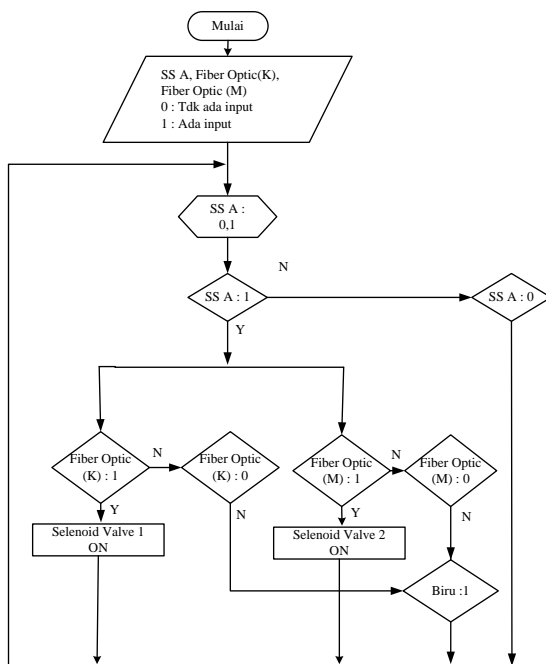 Mulai
SS A, Fiber Optic(K),
Fiber Optic (M)
0 : Tdk ada input
1 : Ada input
SS A :
0,1
N
SS A : 1
SS A : 0
Y
Fiber Optic
(K) : 1
N
Fiber Optic
(K) : 0
Fiber Optic
(M) : 1
N
Fiber Optic
(M) : 0
Y
N
Y
N
Selenoid Valve 1
ON
Selenoid Valve 2
ON
Biru :1